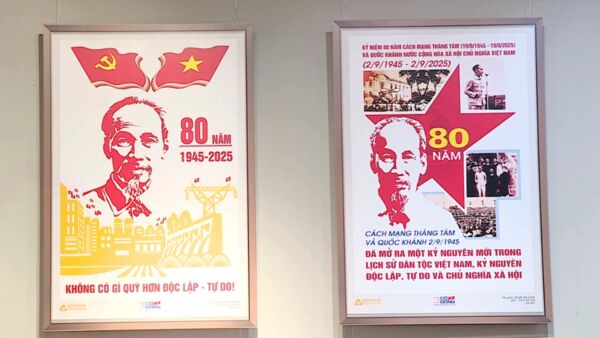 80 NĂM
1945-2025
KHÔNG CÓ GÌ QUÝ HƠN ĐỘC LẬP - TỰ DO!
KỶ NIỆM 80 NĂM CÁCH MẠNG THÁNG TÁM (19/8/1945 - 19/8/2025)
VÀ QUỐC KHÁNH NƯỚC CỘNG HÒA XÃ HỘI CHỦ NGHĨA VIỆT NAM
(2/9/1945 - 2/9/2025)
80
NĂM
CÁCH MẠNG THÁNG TÁM
VÀ QUỐC KHÁNH 2/9/1945
ĐÃ MỞ RA MỘT KỶ NGUYÊN MỚI TRONG
LỊCH SỬ DÂN TỘC VIỆT NAM, KỶ NGUYÊN
ĐỘC LẬP, TỰ DO VÀ CHỦ NGHĨA XÃ HỘI